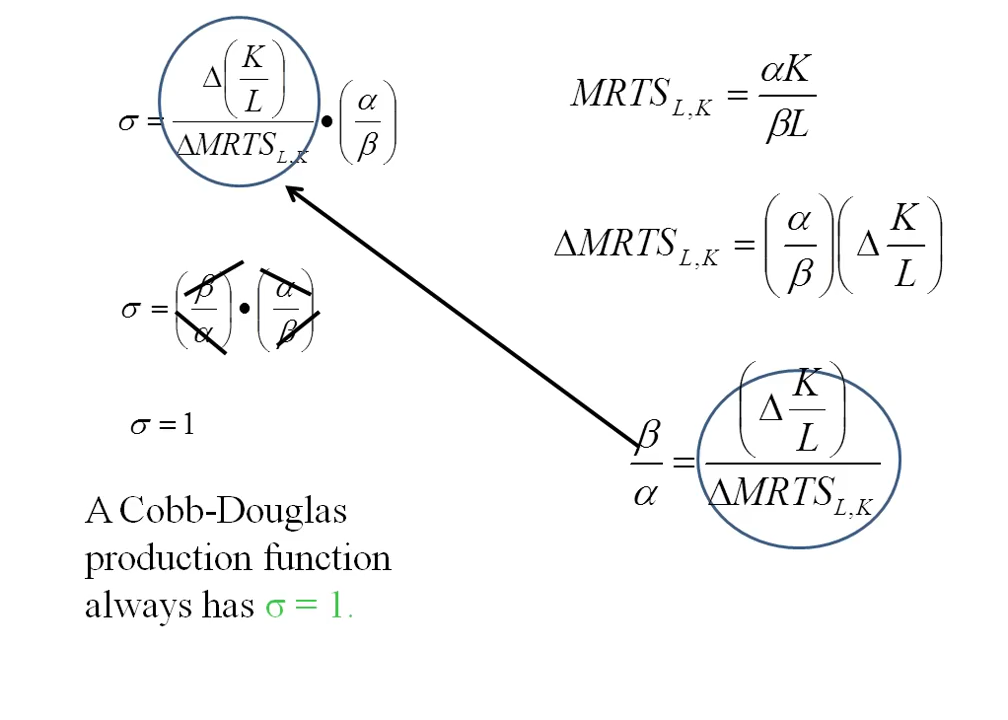 σ = Δ(K/L) / ΔMRTS_{L,K} • (α/β)
σ = (β/α) • (α/β)
σ = 1
A Cobb-Douglas
production function
always has σ = 1.
MRTS_{L,K} = αK/βL
ΔMRTS_{L,K} = (α/β)(Δ K/L)
β/α = (Δ K/L) / ΔMRTS_{L,K}